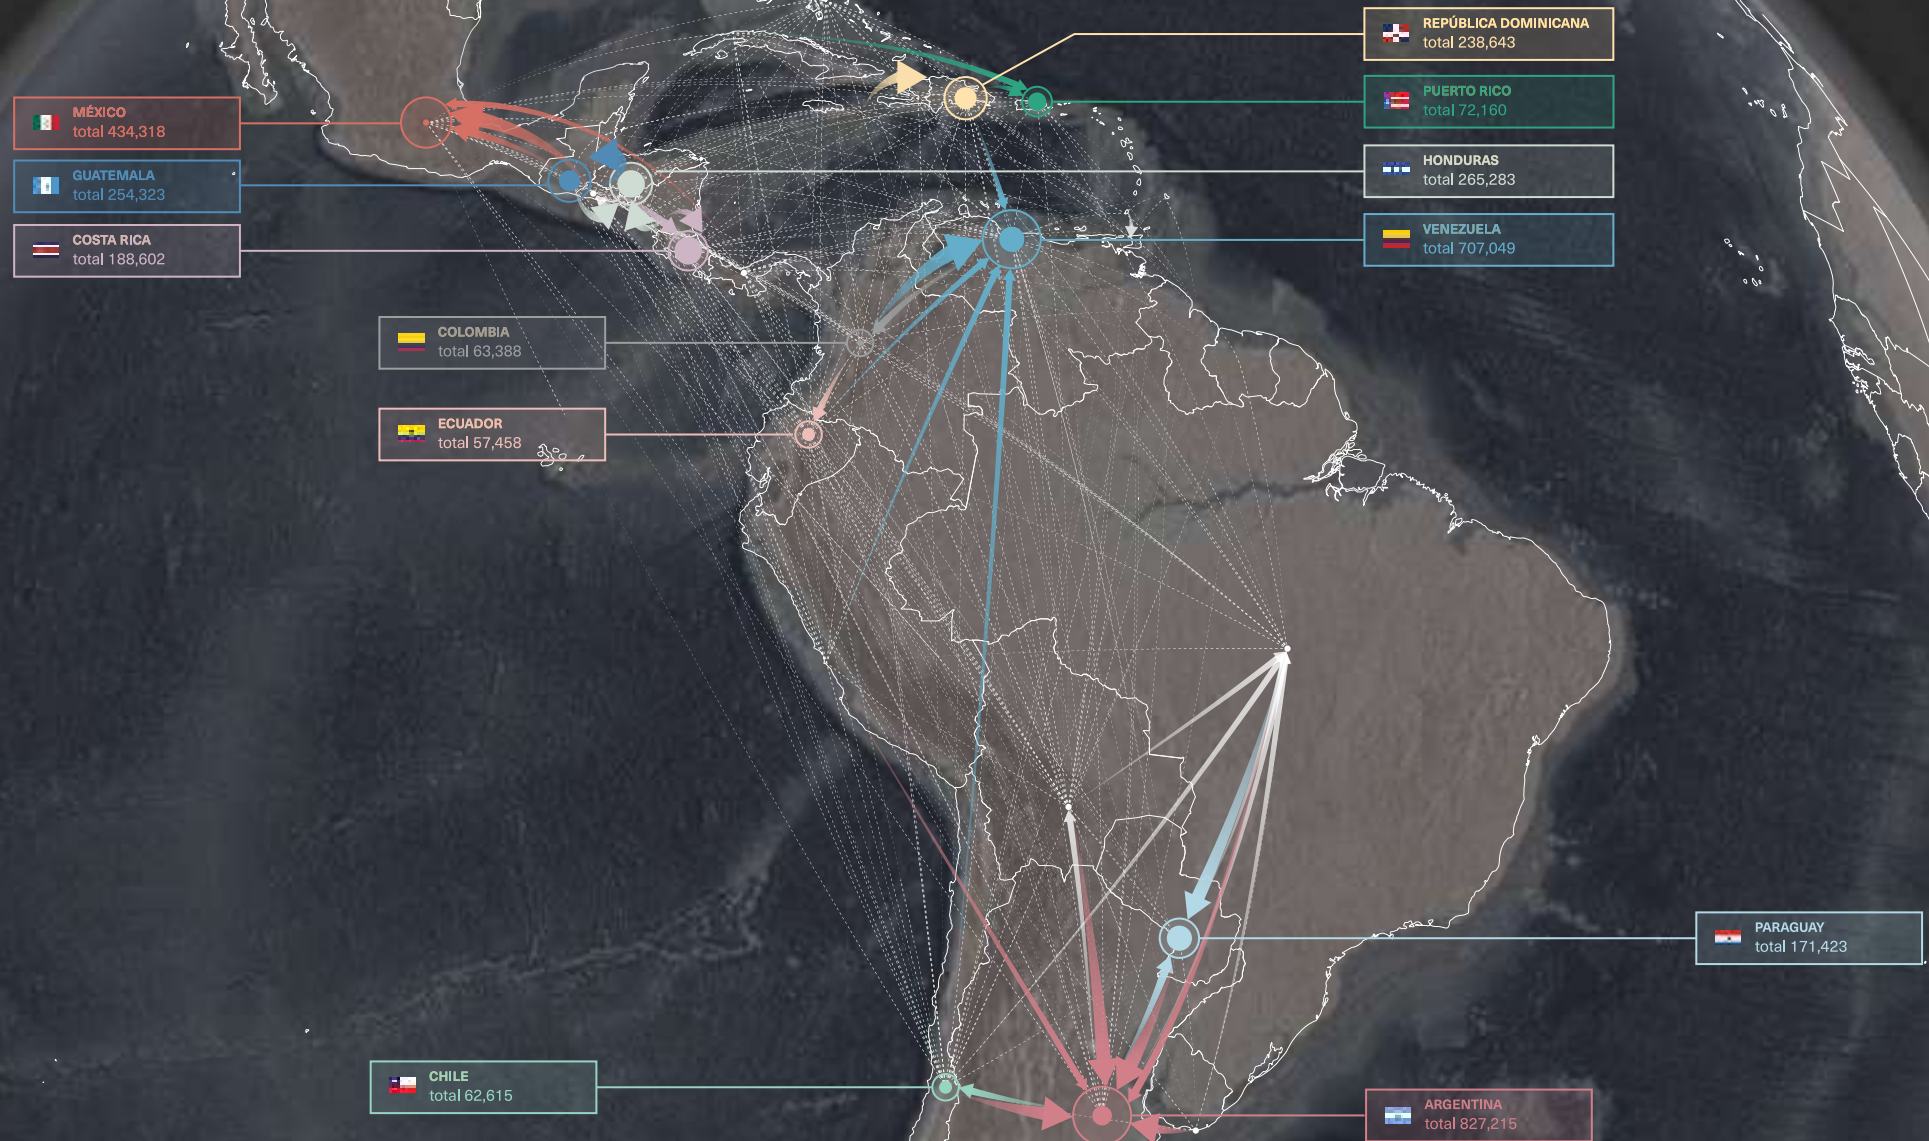 REPÚBLICA DOMINICANA
total 238,643
PUERTO RICO
total 72,160
MÉXICO
total 434,318
HONDURAS
total 265,283
GUATEMALA
total 254,323
VENEZUELA
total 707,049
COSTA RICA
total 188,602
COLOMBIA
total 63,388
ECUADOR
total 57,458
PARAGUAY
total 171,423
CHILE
total 62,615
ARGENTINA
total 827,215